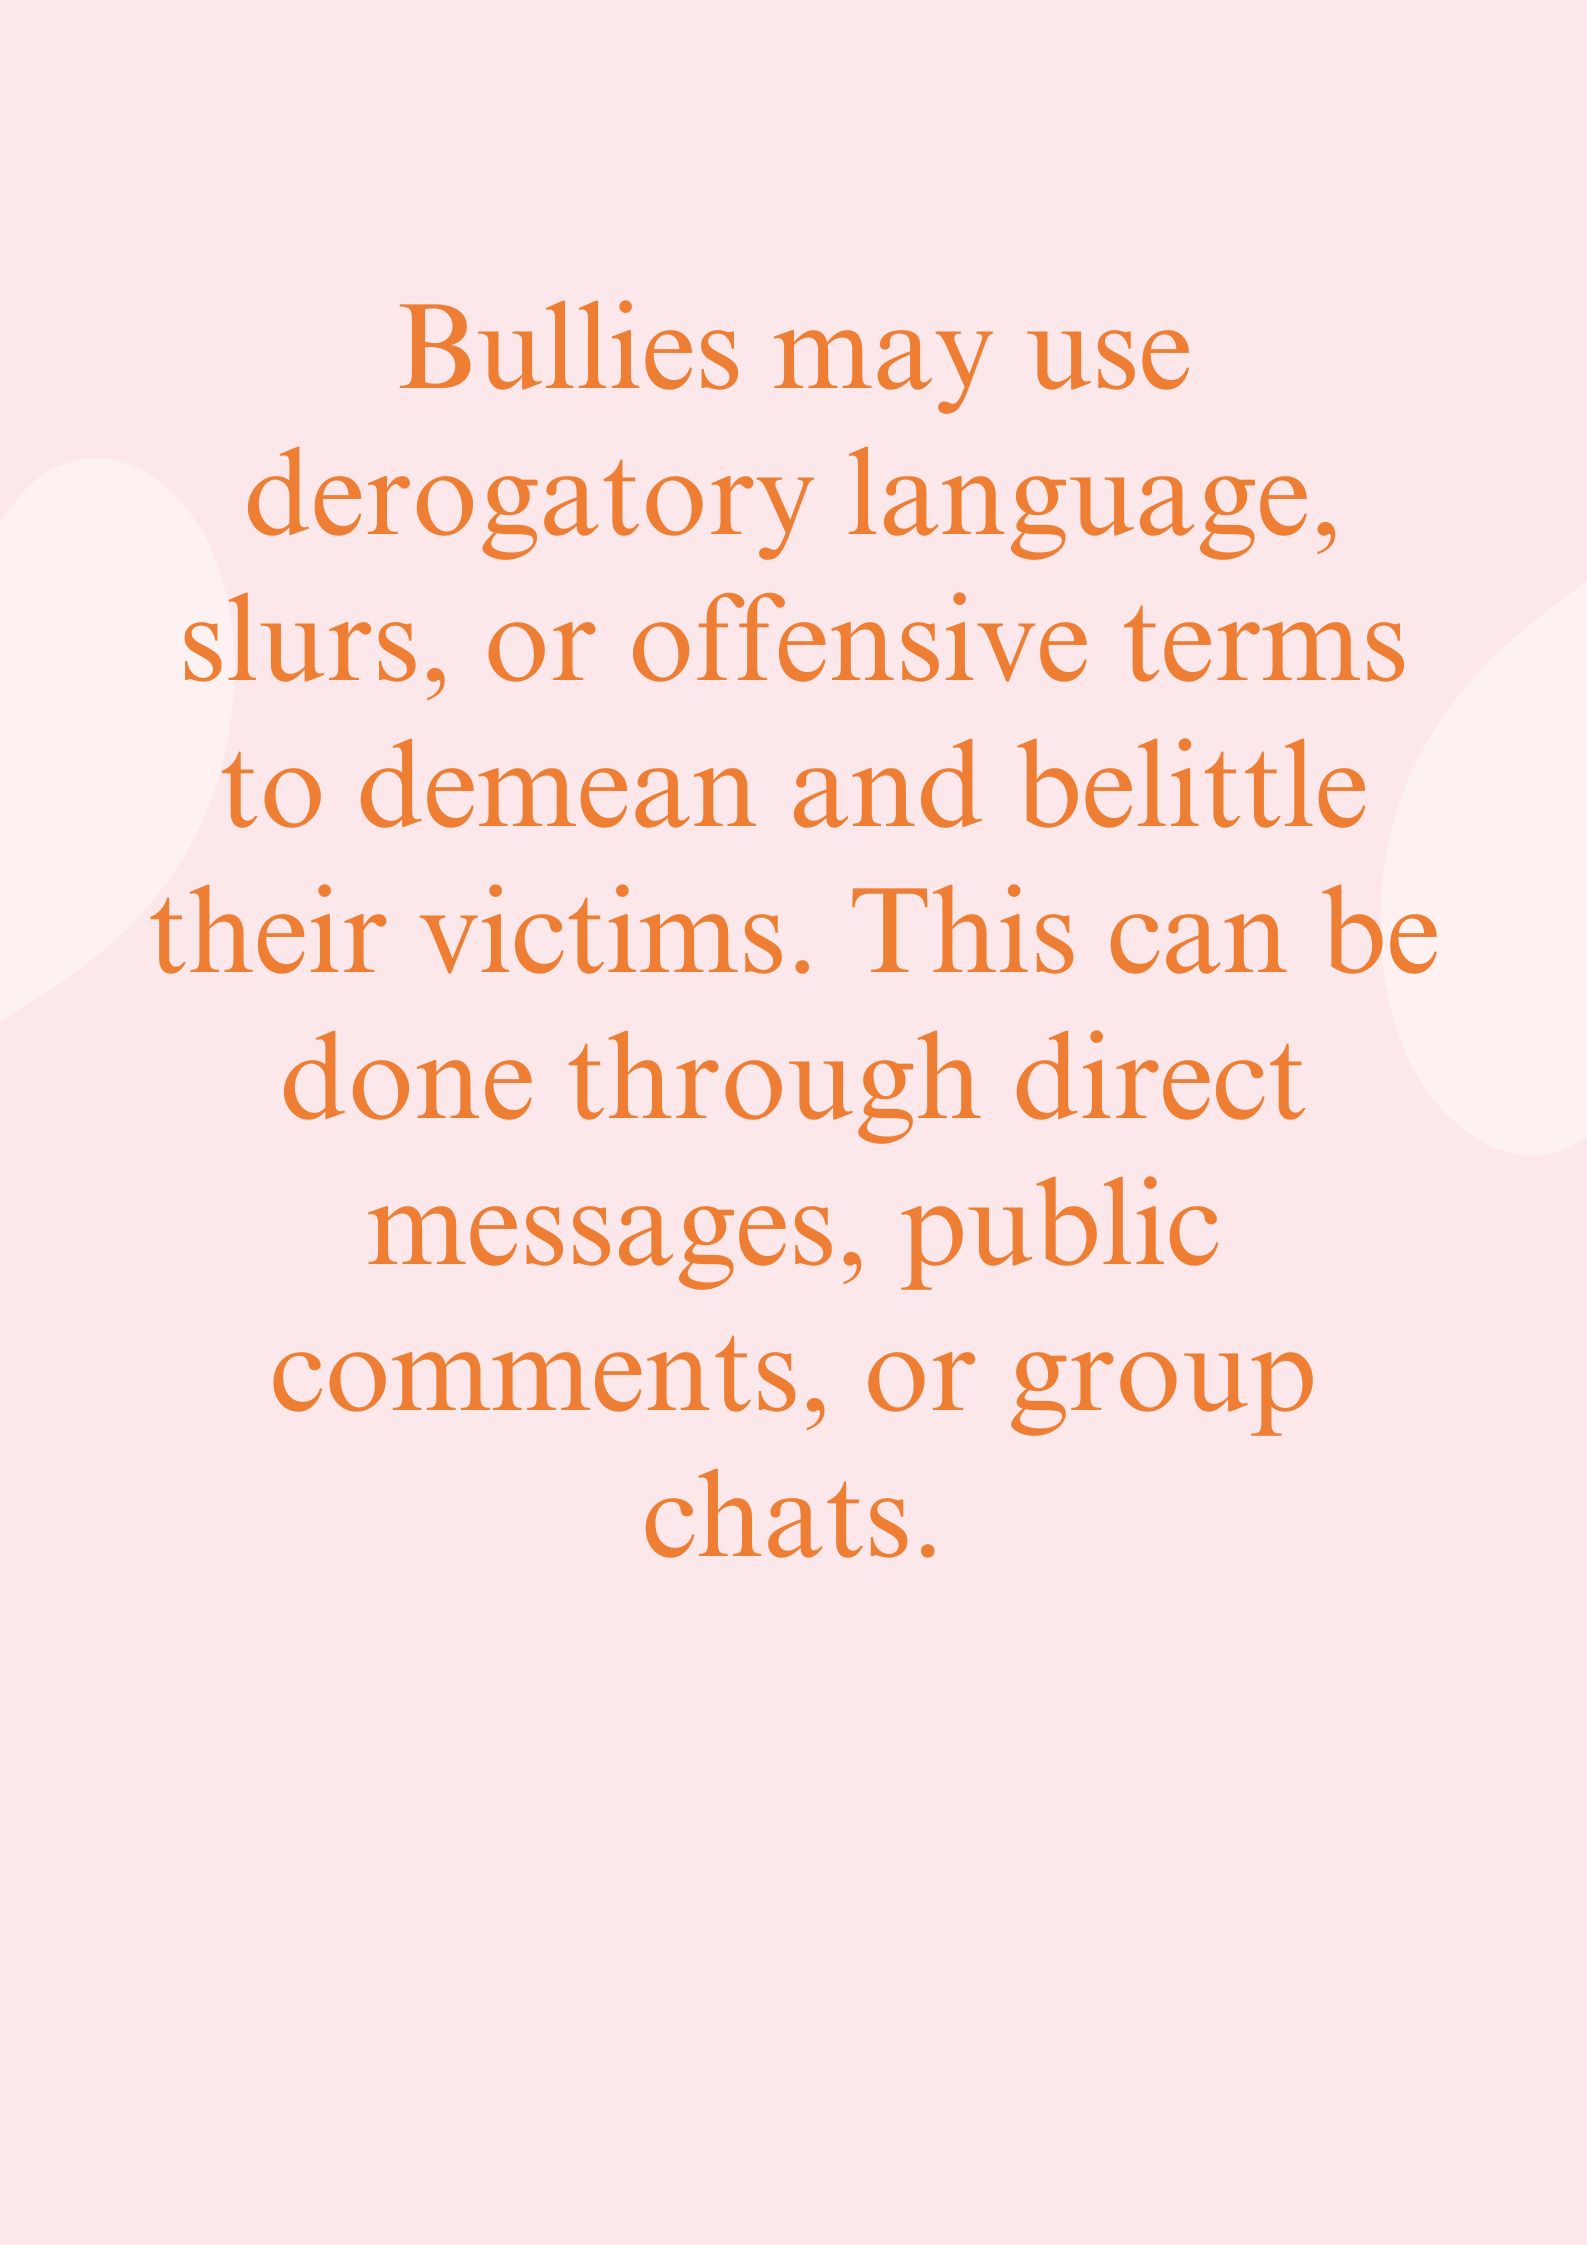 Bullies may use
derogatory language,
slurs, or offensive terms
to demean and belittle
their victims. This can be
done through direct
messages, public
comments, or group
chats.